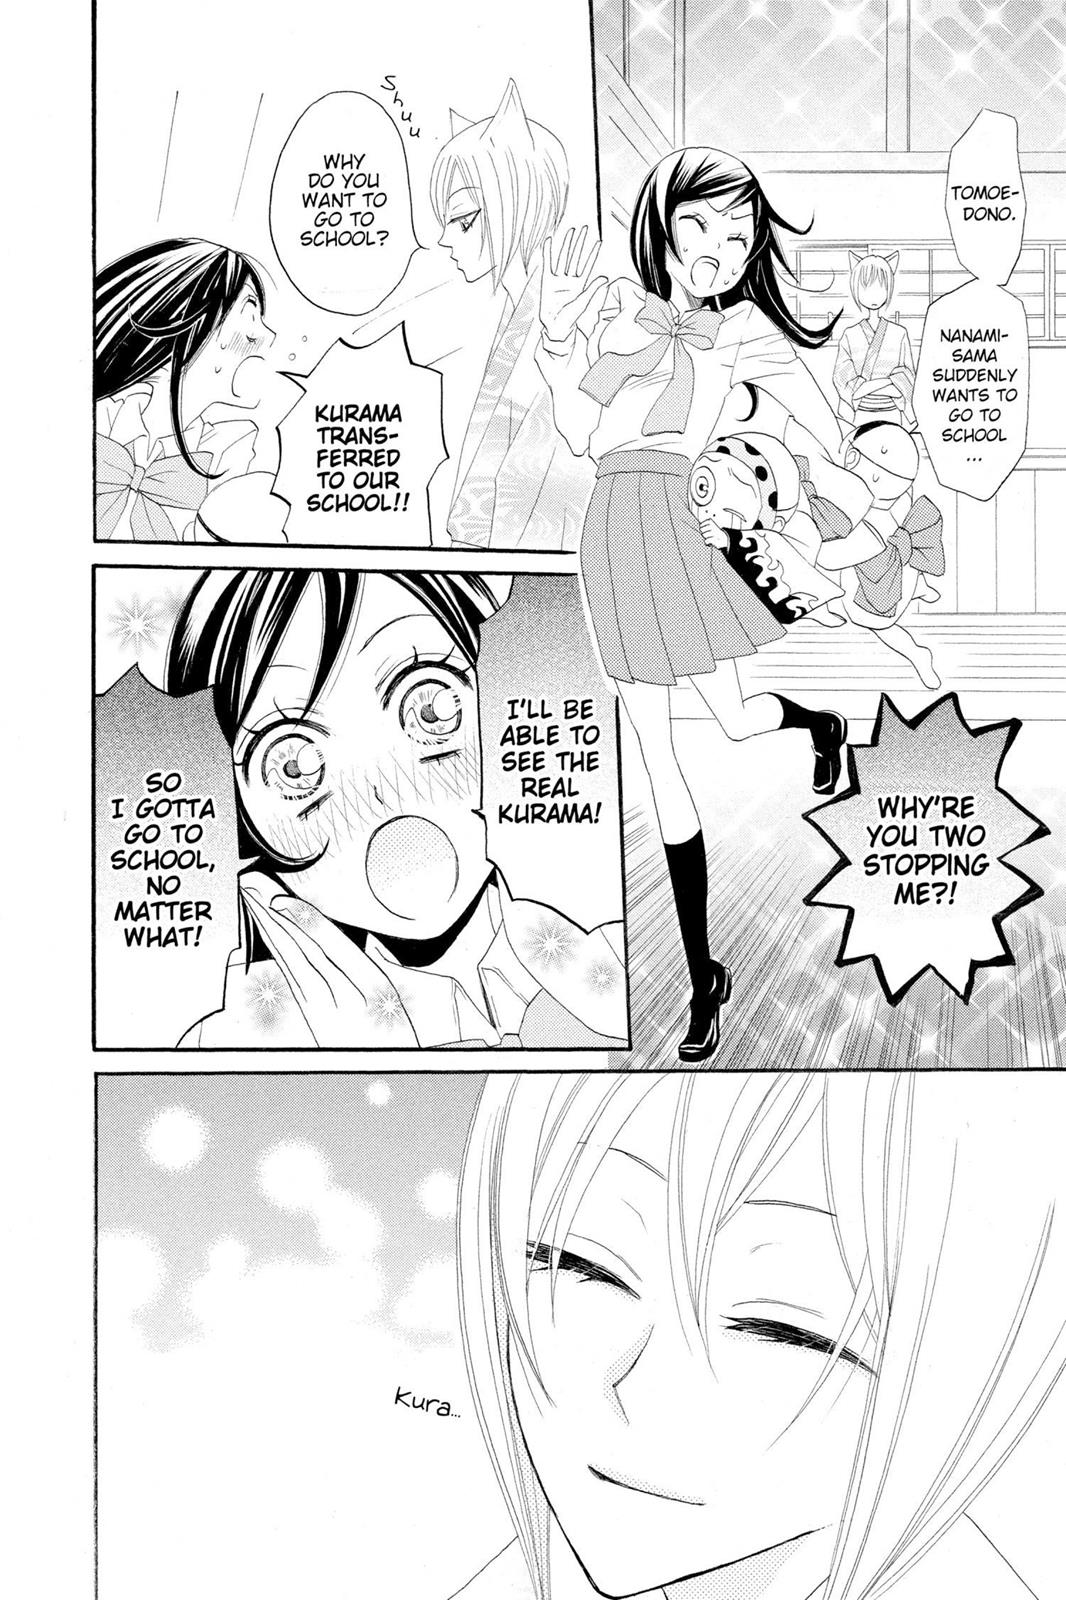 TOMOE-
DONO.
NANAMI-
SAMA
SUDDENLY
WANTS TO
GO TO
SCHOOL
...
WHY'RE
YOU TWO
STOPPING
ME?!
Shuu
WHY
DO YOU
WANT TO
GO TO
SCHOOL?
KURAMA
TRANS-
FERRED
TO OUR
SCHOOL!!
I'LL BE
ABLE TO
SEE THE
REAL
KURAMA!
SO
I GOTTA
GO TO
SCHOOL,
NO
MATTER
WHAT!
Kura...